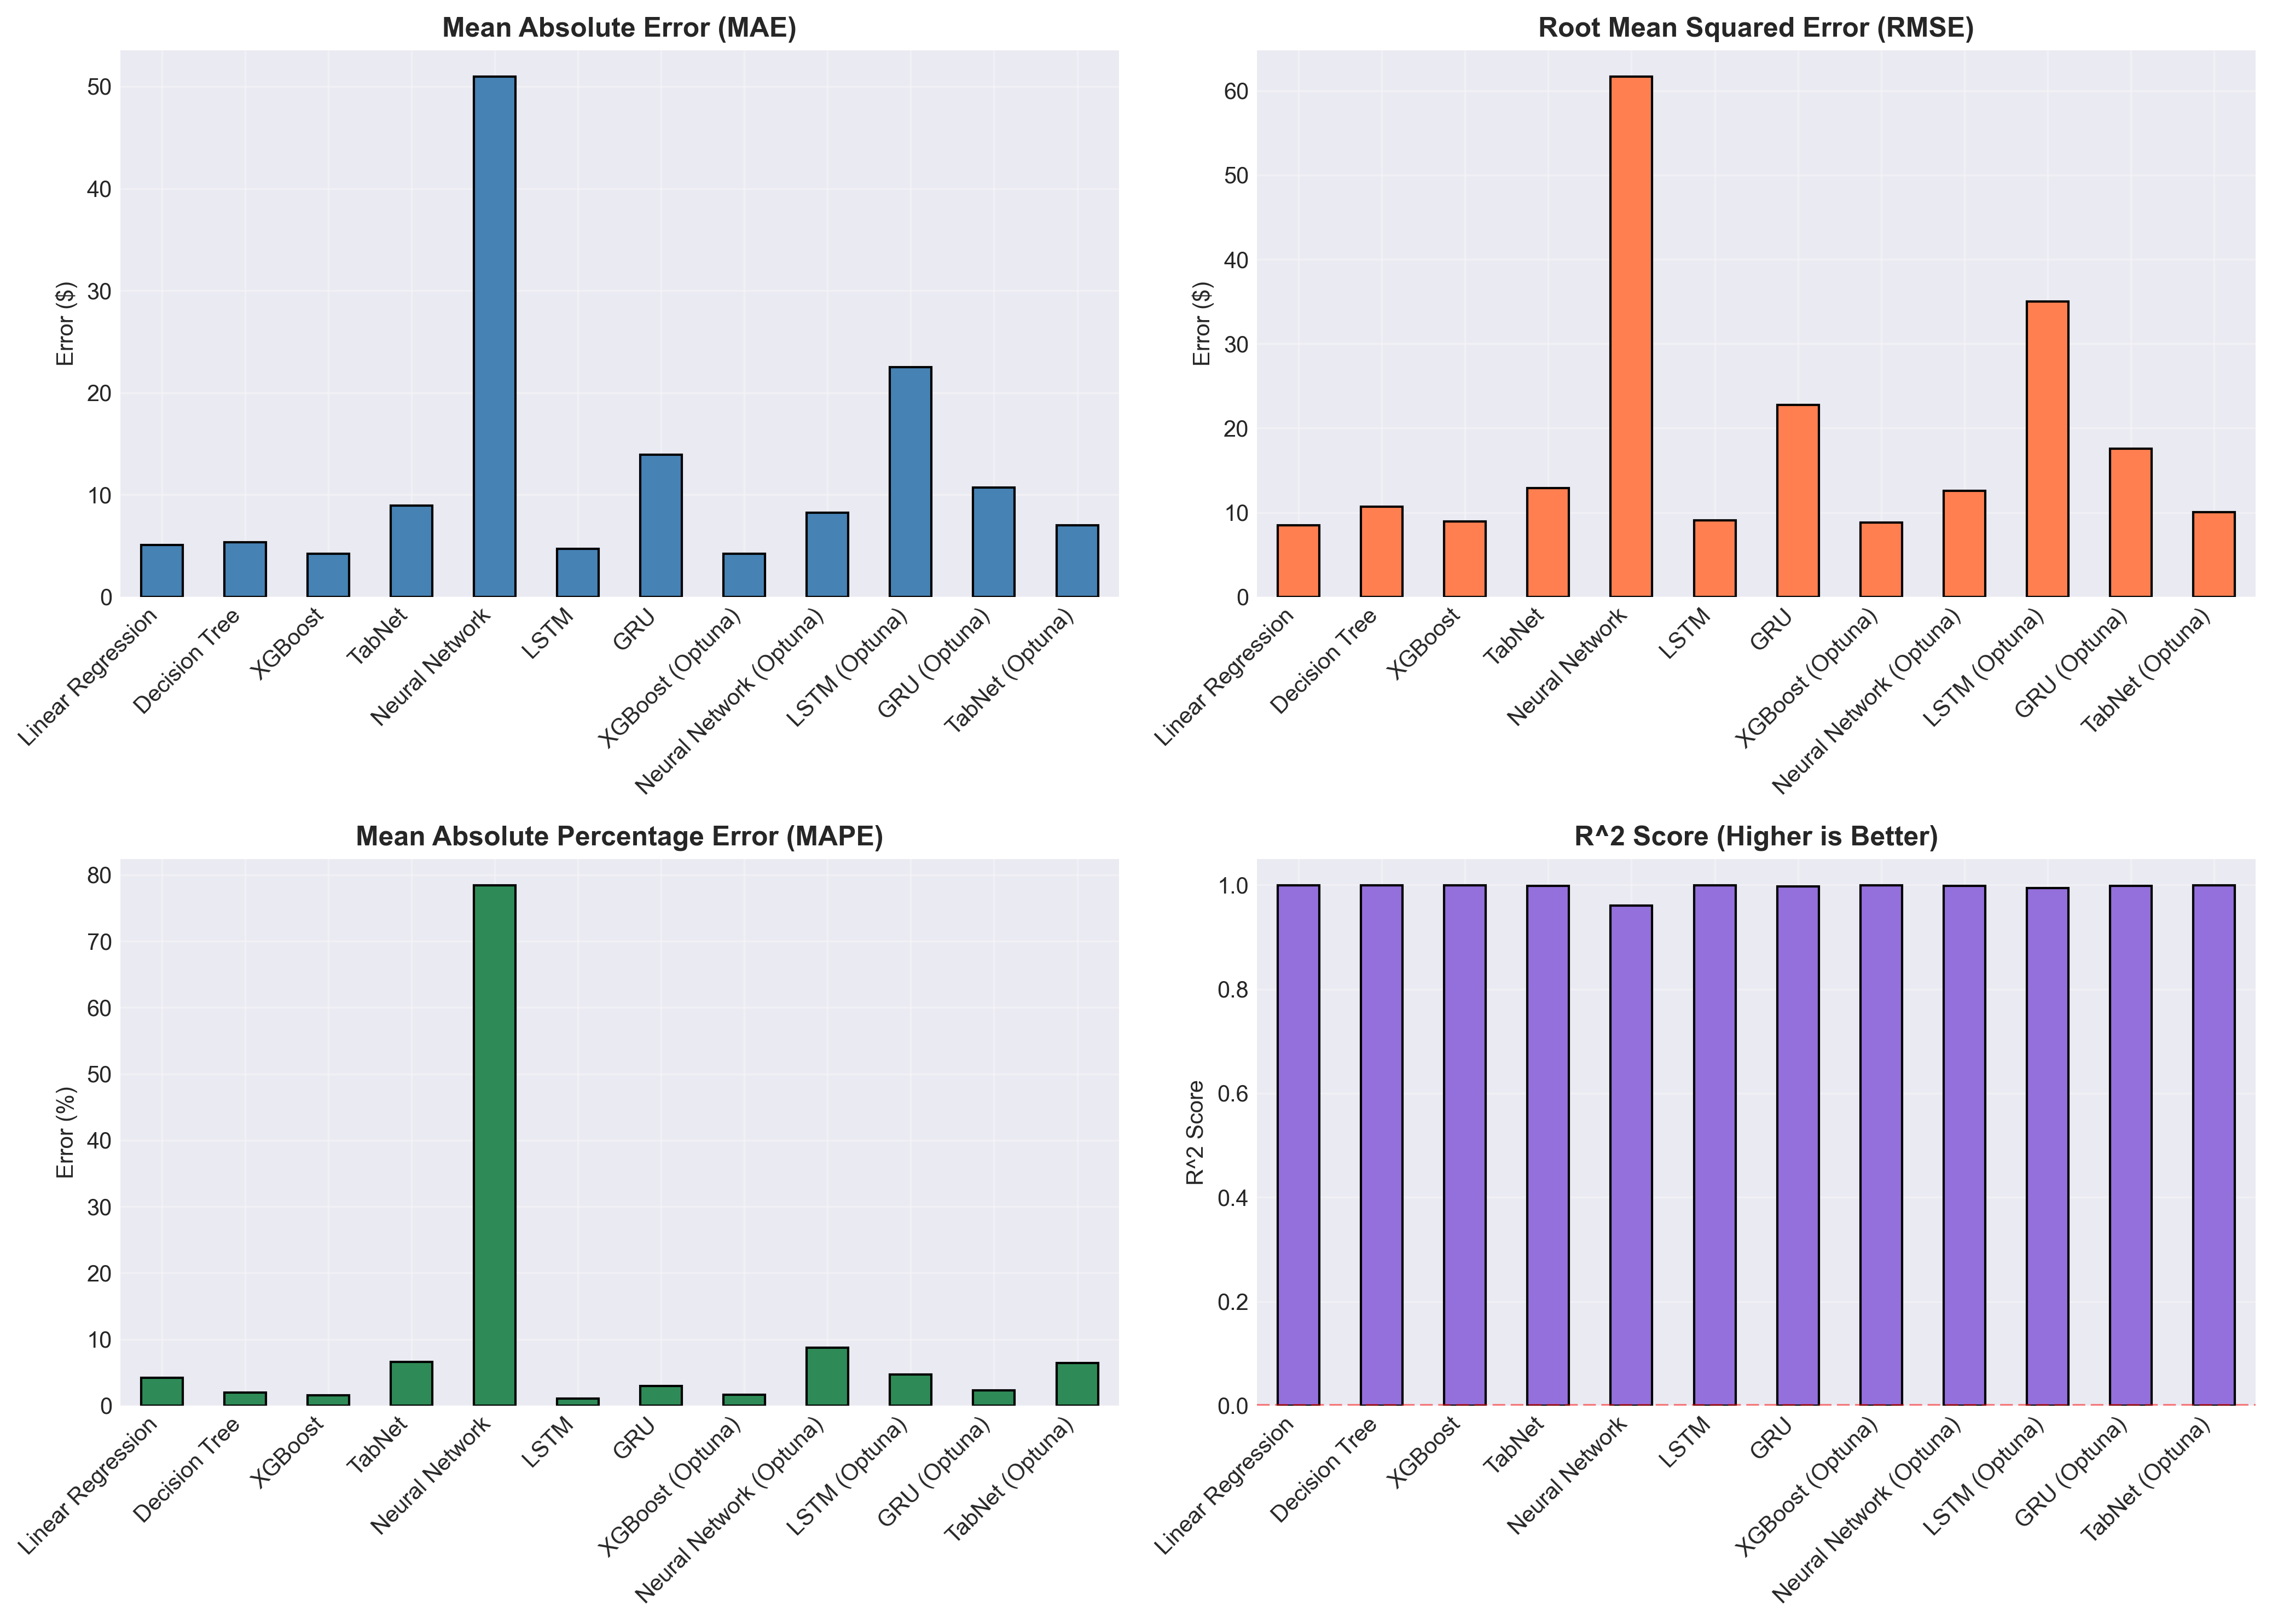 Mean Absolute Error (MAE)
Error ($)
50
40
30
20
10
0
Linear Regression
Decision Tree
XGBoost
TabNet
Neural Network
LSTM
GRU
XGBoost (Optuna)
Neural Network (Optuna)
LSTM (Optuna)
GRU (Optuna)
TabNet (Optuna)
Root Mean Squared Error (RMSE)
Error ($)
60
50
40
30
20
10
0
Linear Regression
Decision Tree
XGBoost
TabNet
Neural Network
LSTM
GRU
XGBoost (Optuna)
Neural Network (Optuna)
LSTM (Optuna)
GRU (Optuna)
TabNet (Optuna)
Mean Absolute Percentage Error (MAPE)
Error (%)
80
70
60
50
40
30
20
10
0
Linear Regression
Decision Tree
XGBoost
TabNet
Neural Network
LSTM
GRU
XGBoost (Optuna)
Neural Network (Optuna)
LSTM (Optuna)
GRU (Optuna)
TabNet (Optuna)
R^2 Score (Higher is Better)
R^2 Score
1.0
0.8
0.6
0.4
0.2
0.0
Linear Regression
Decision Tree
XGBoost
TabNet
Neural Network
LSTM
GRU
XGBoost (Optuna)
Neural Network (Optuna)
LSTM (Optuna)
GRU (Optuna)
TabNet (Optuna)